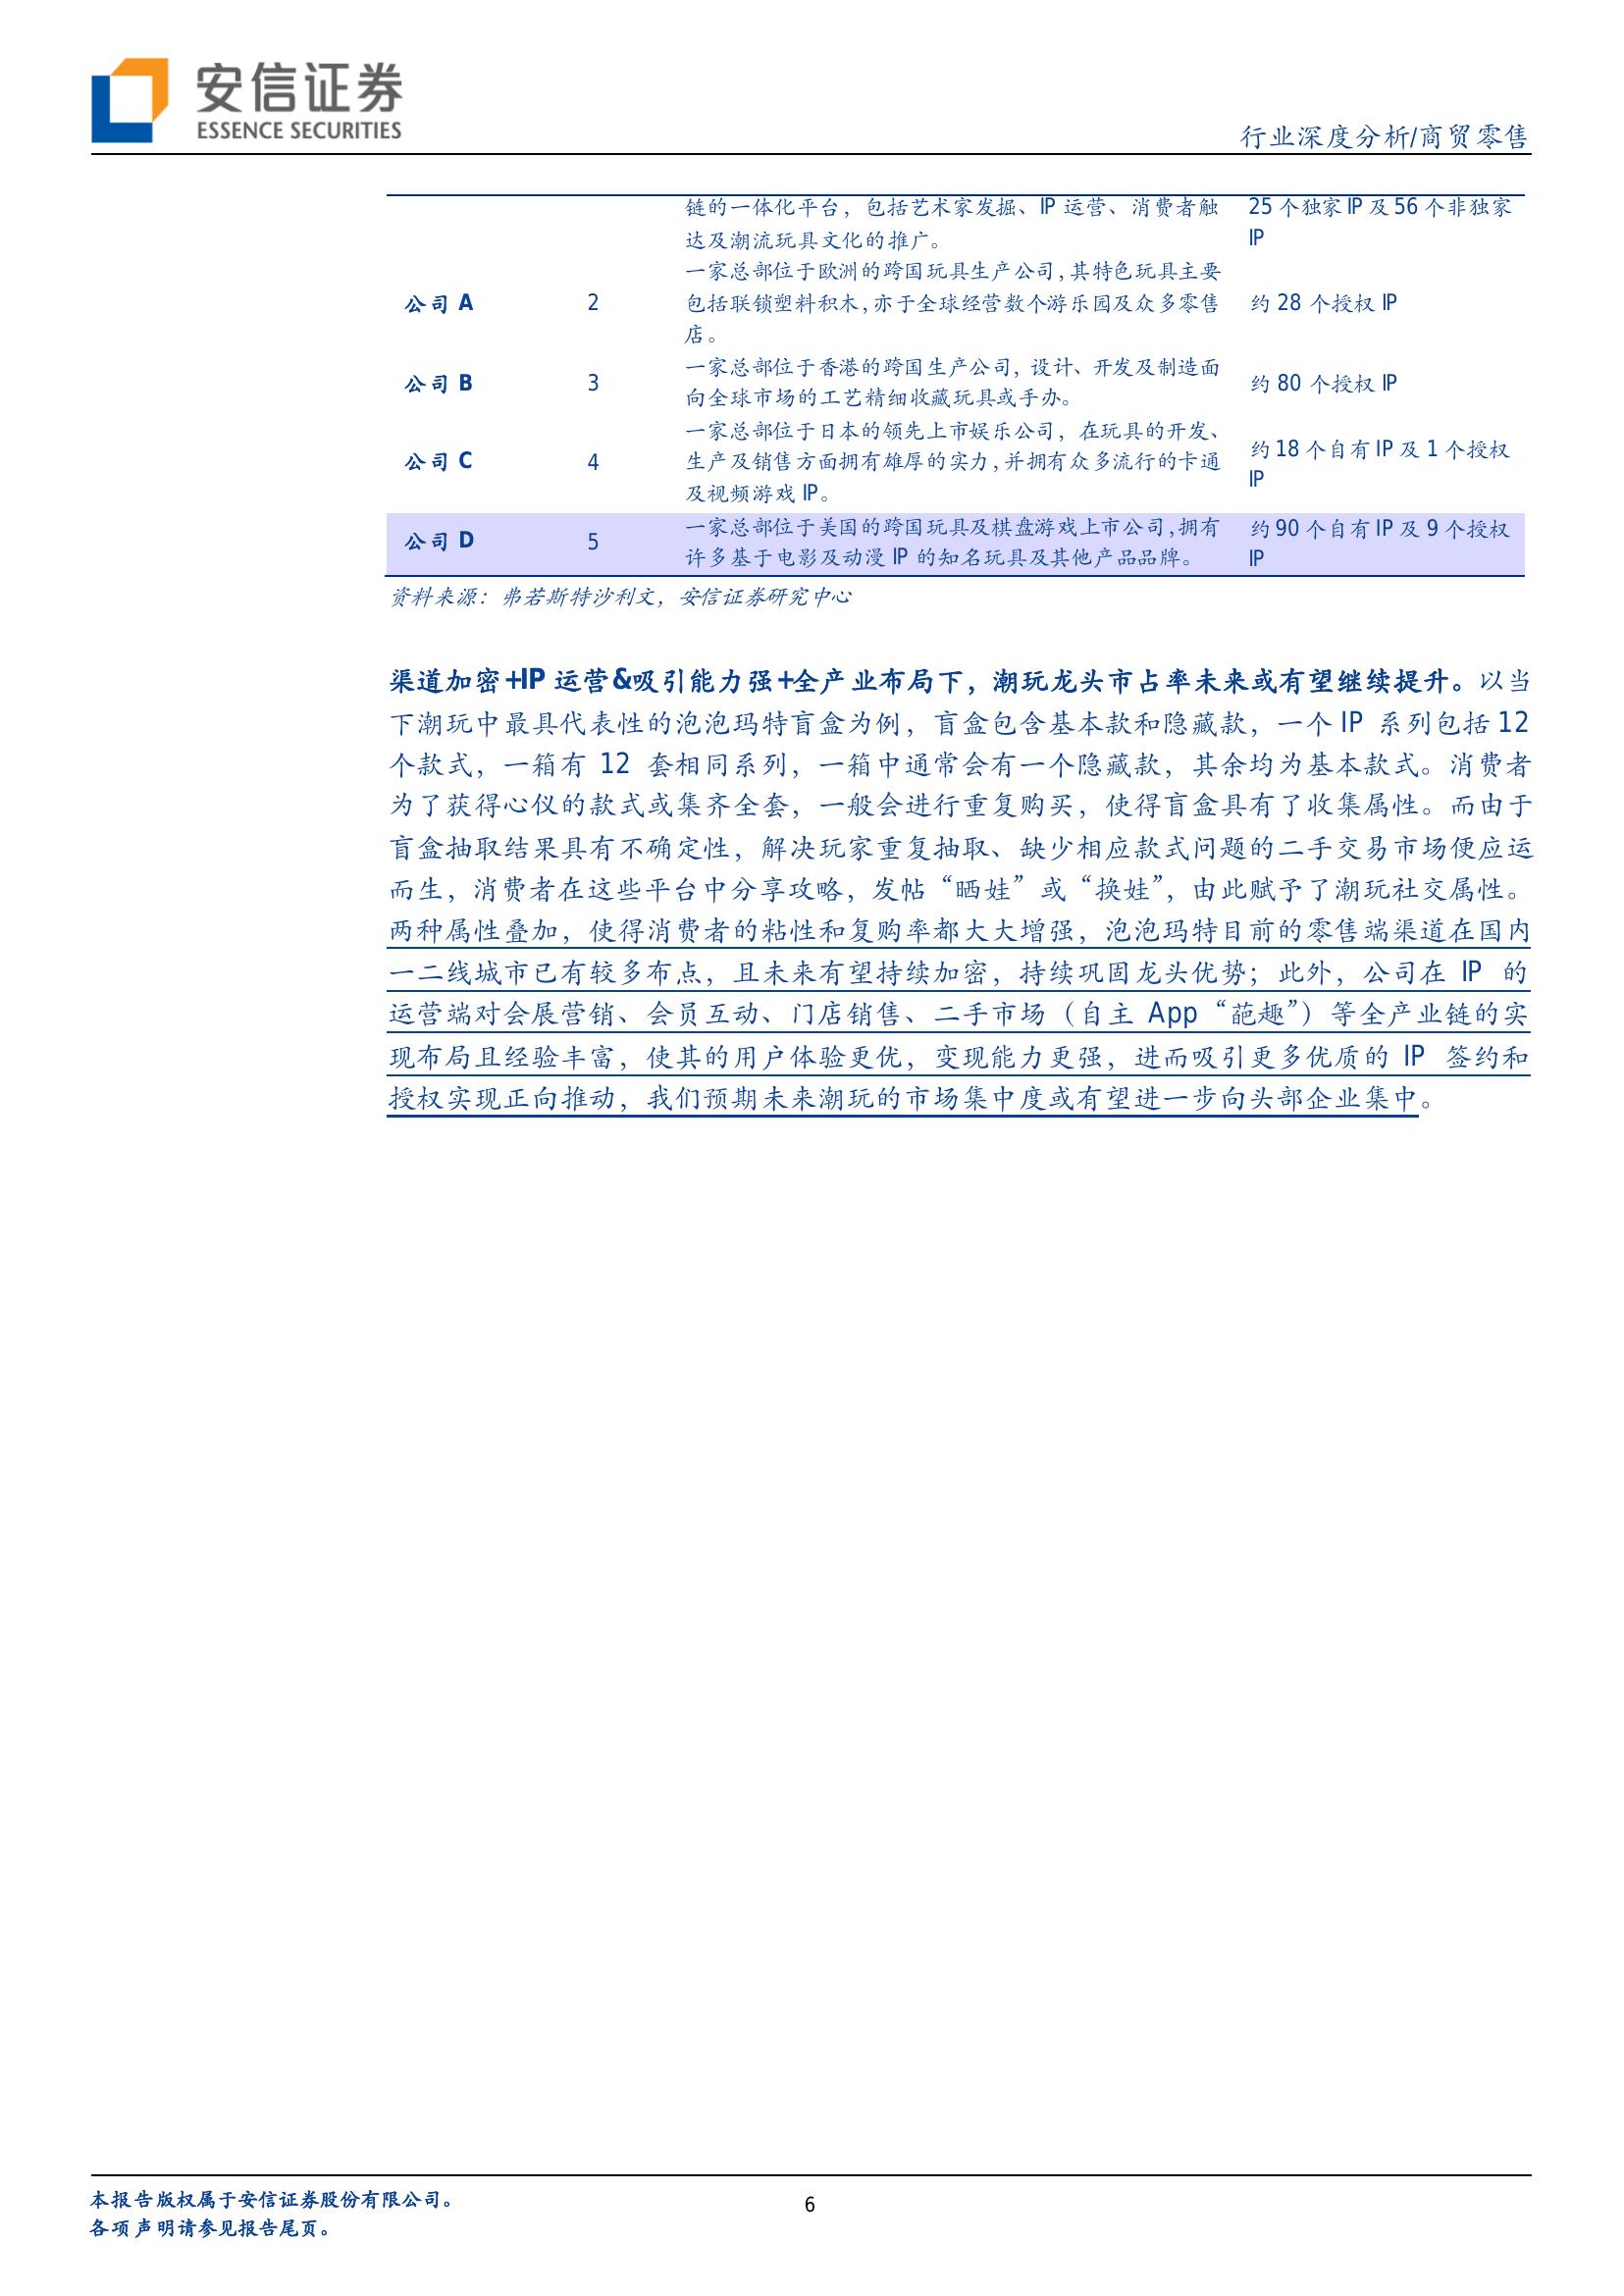 安信证券
ESSENCE SECURITIES
行业深度分析/商贸零售
链的一体化平台，包括艺术家发掘、IP 运营、消费者触
达及潮流玩具文化的推广。
25 个独家 IP 及 56 个非独家
IP
公司 A
2
一家总部位于欧洲的跨国玩具生产公司,其特色玩具主要
包括联锁塑料积木,亦于全球经营数个游乐园及众多零售
店。
约 28 个授权 IP
公司 B
3
一家总部位于香港的跨国生产公司，设计、开发及制造面
向全球市场的工艺精细收藏玩具或手办。
约 80 个授权 IP
公司 C
4
一家总部位于日本的领先上市娱乐公司，在玩具的开发、
生产及销售方面拥有雄厚的实力,并拥有众多流行的卡通
及视频游戏 IP。
约 18 个自有 IP 及 1 个授权
IP
公司 D
5
一家总部位于美国的跨国玩具及棋盘游戏上市公司,拥有
许多基于电影及动漫 IP 的知名玩具及其他产品品牌。
约 90 个自有 IP 及 9 个授权
IP
资料来源：弗若斯特沙利文，安信证券研究中心
渠道加密+IP 运营&吸引能力强+全产业布局下，潮玩龙头市占率未来或有望继续提升。以当
下潮玩中最具代表性的泡泡玛特盲盒为例，盲盒包含基本款和隐藏款，一个 IP 系列包括 12
个款式，一箱有 12 套相同系列，一箱中通常会有一个隐藏款，其余均为基本款式。消费者
为了获得心仪的款式或集齐全套，一般会进行重复购买，使得盲盒具有了收集属性。而由于
盲盒抽取结果具有不确定性，解决玩家重复抽取、缺少相应款式问题的二手交易市场便应运
而生，消费者在这些平台中分享攻略，发帖“晒娃”或“换娃”，由此赋予了潮玩社交属性。
两种属性叠加，使得消费者的粘性和复购率都大大增强，泡泡玛特目前的零售端渠道在国内
一二线城市已有较多布点，且未来有望持续加密，持续巩固龙头优势；此外，公司在 IP 的
运营端对会展营销、会员互动、门店销售、二手市场（自主 App“葩趣”）等全产业链的实
现布局且经验丰富，使其的用户体验更优，变现能力更强，进而吸引更多优质的 IP 签约和
授权实现正向推动，我们预期未来潮玩的市场集中度或有望进一步向头部企业集中。
本报告版权属于安信证券股份有限公司。
各项声明请参见报告尾页。
6